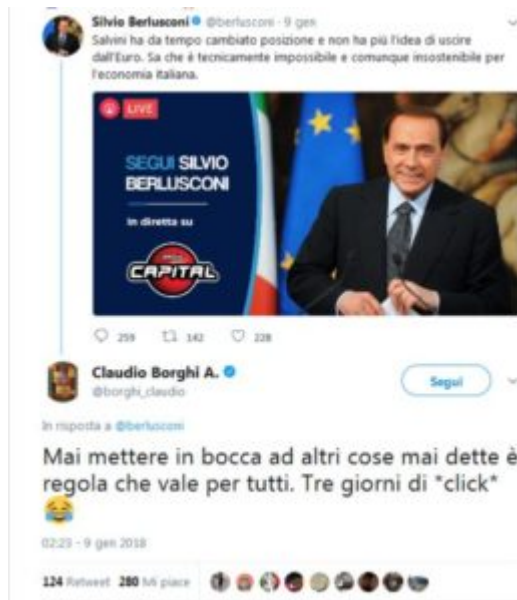 Silvio Berlusconi @berlusconi · 9 gen
Salvini ha da tempo cambiato posizione e non ha più l'idea di uscire
dall'Euro. Sa che è tecnicamente impossibile e comunque insostenibile per
l'economia italiana.
LIVE
SEGUI SILVIO
BERLUSCONI
In diretta su
CAPITAL
259 142 228
Claudio Borghi A.
@borghi_claudio
Segui
In risposta a @berlusconi
Mai mettere in bocca ad altri cose mai dette è
regola che vale per tutti. Tre giorni di *click*
😂
02:23 - 9 gen 2018
124 Retweet 280 Mi piace